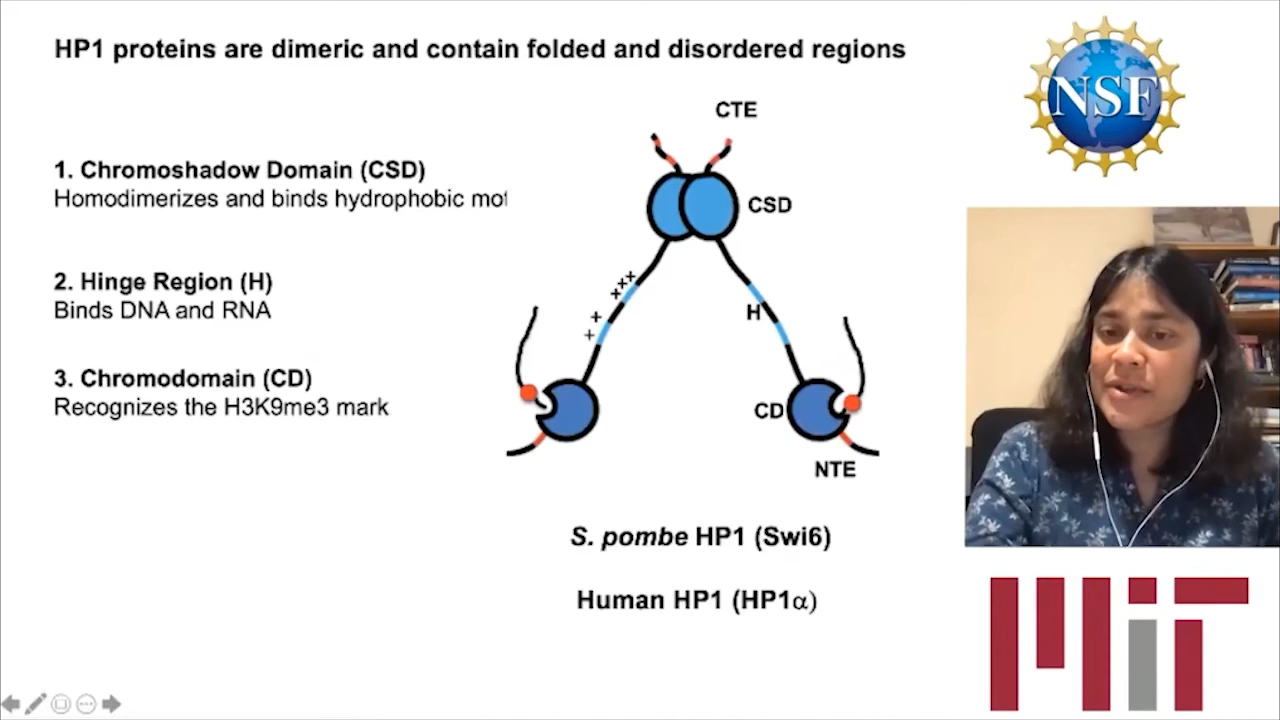 HP1 proteins are dimeric and contain folded and disordered regions
NSF
CTE
1. Chromoshadow Domain (CSD)
Homodimerizes and binds hydrophobic mot
CSD
2. Hinge Region (H)
Binds DNA and RNA
+++
+
+
H
3. Chromodomain (CD)
Recognizes the H3K9me3 mark
CD
NTE
S. pombe HP1 (Swi6)
Human HP1 (HP1α)
MIT